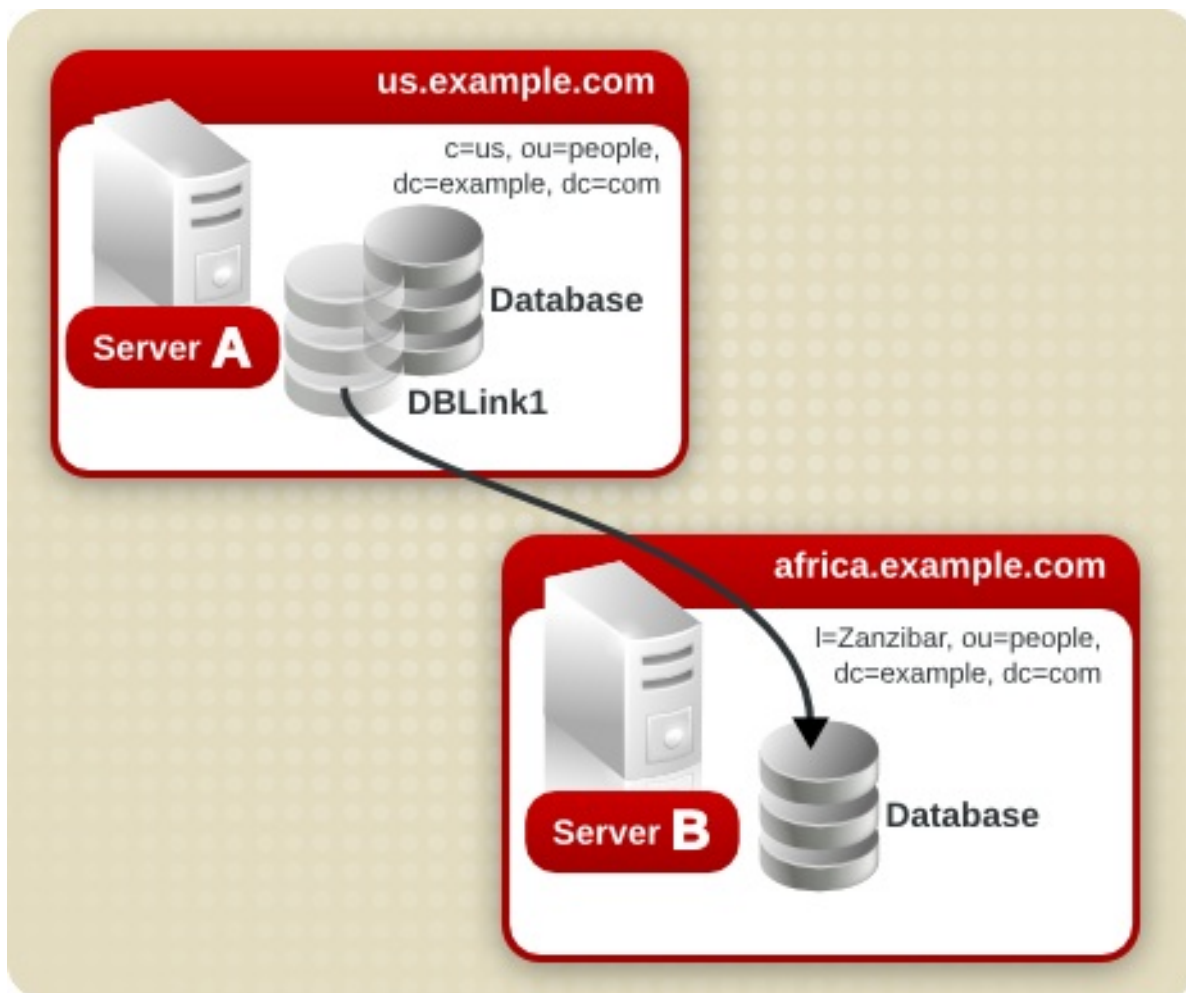 us.example.com
c=us, ou=people,
dc=example, dc=com
Database
Server A
DBLink1
africa.example.com
l=Zanzibar, ou=people,
dc=example, dc=com
Database
Server B